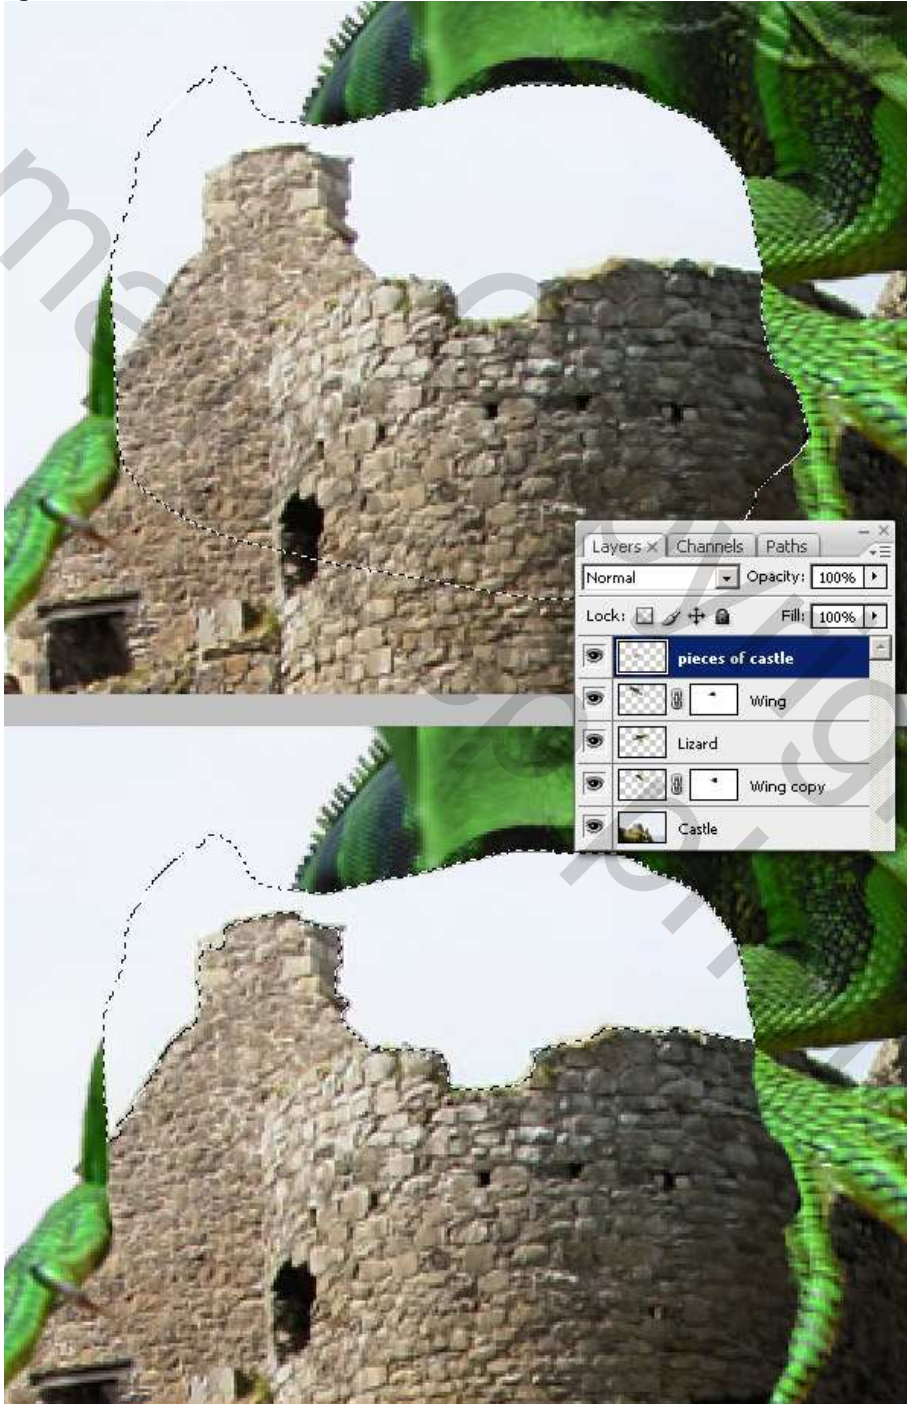 Layers × Channels Paths
Normal Opacity: 100%
Lock: Fill: 100%
pieces of castle
Wing
Lizard
Wing copy
Castle